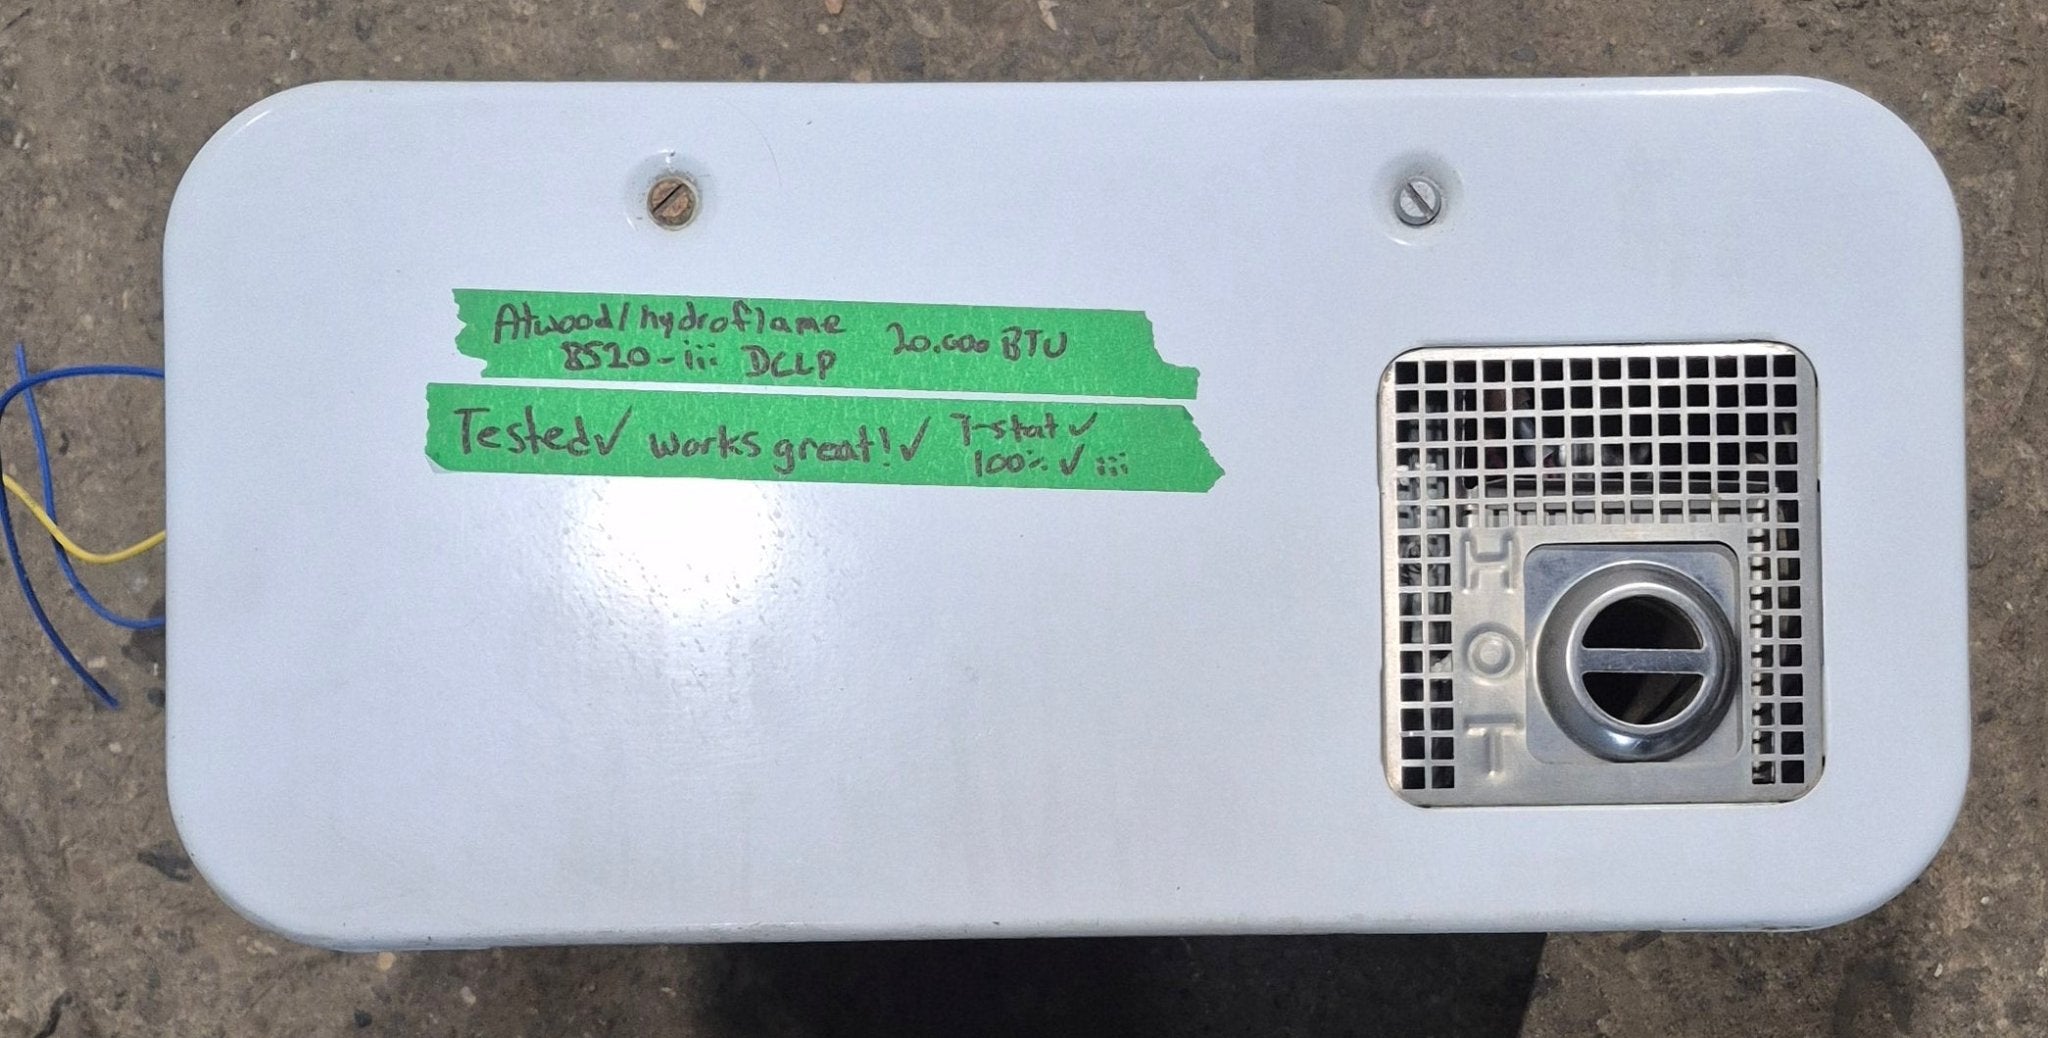 Atwood/hydroflame
8520-iii DCLP
20.000 BTU
Tested✓ works great!✓
T-stat✓
100% ✓ iii
HOT